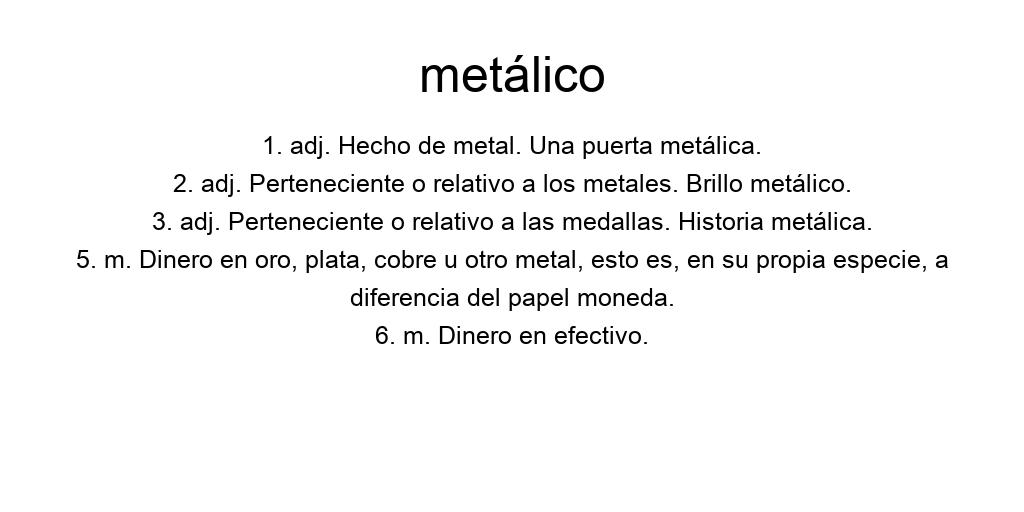 metálico
1. adj. Hecho de metal. Una puerta metálica.
2. adj. Perteneciente o relativo a los metales. Brillo metálico.
3. adj. Perteneciente o relativo a las medallas. Historia metálica.
5. m. Dinero en oro, plata, cobre u otro metal, esto es, en su propia especie, a
diferencia del papel moneda.
6. m. Dinero en efectivo.